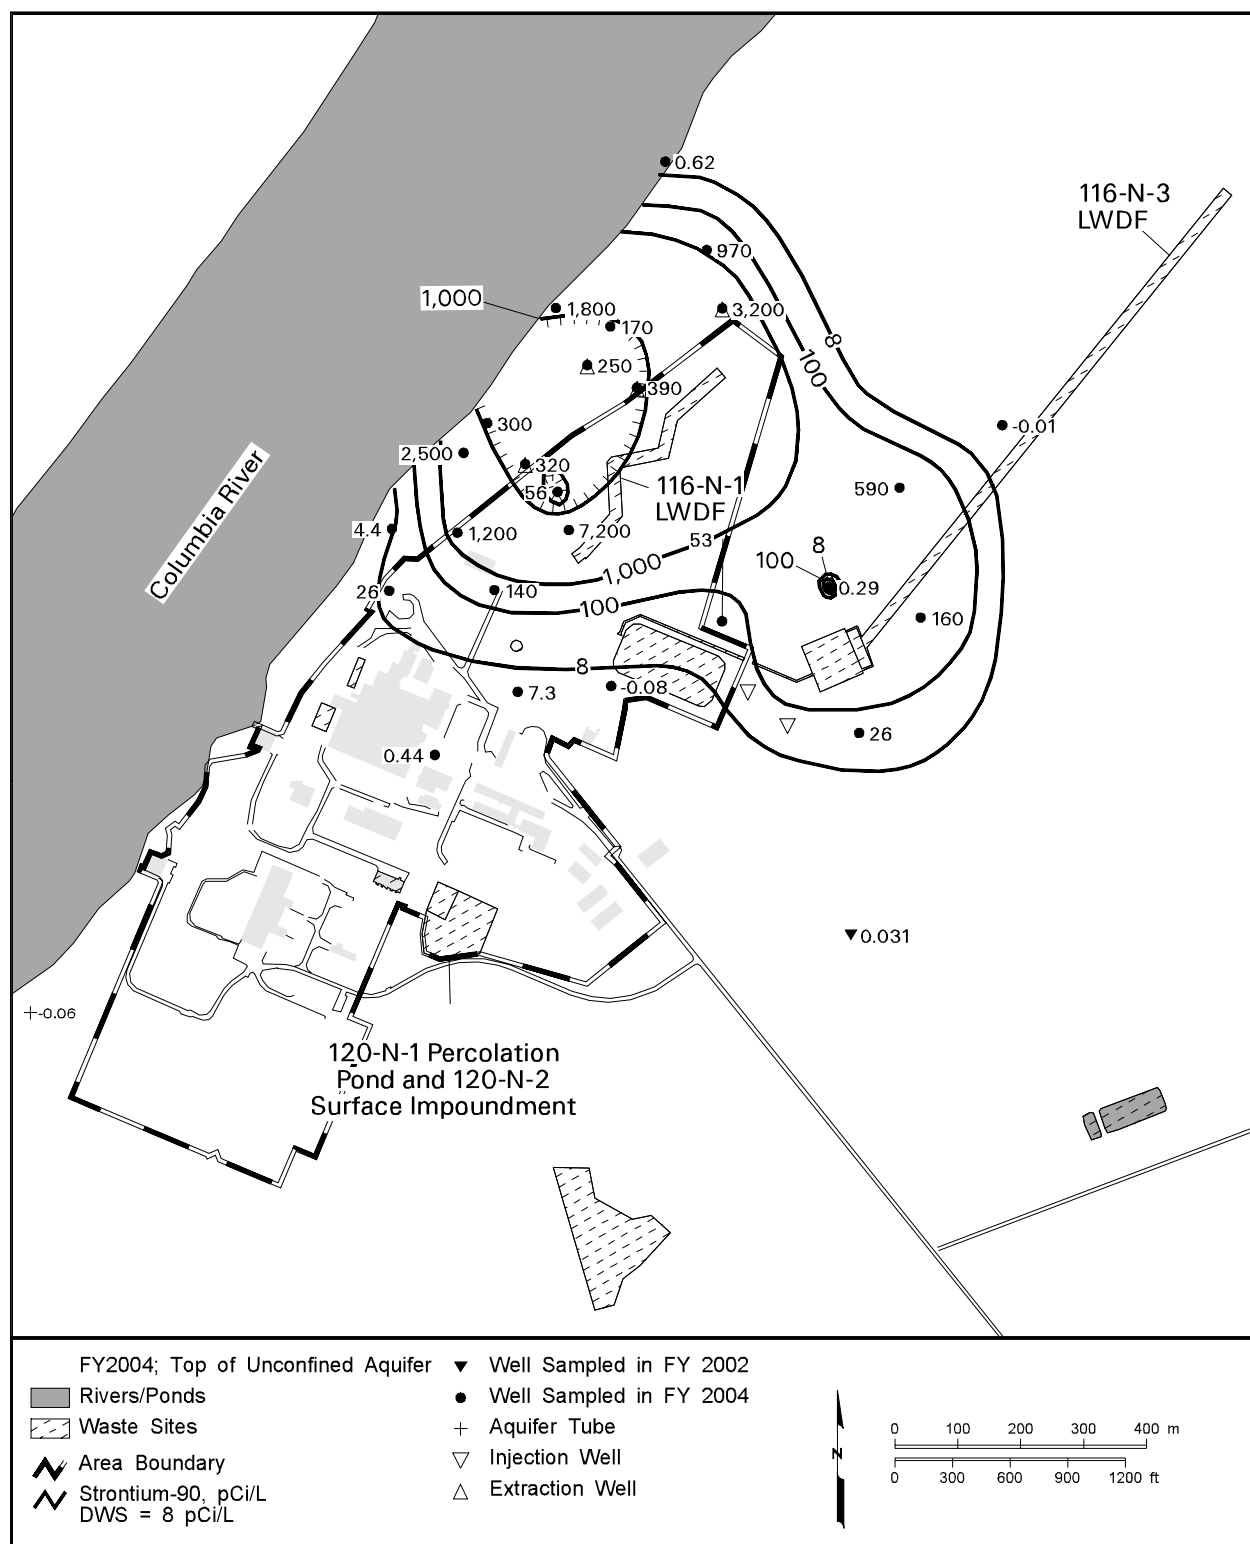 0.62
116-N-3
LWDF
970
1,000
1,800
3,200
170
8
100
250
390
300
-0.01
2,500
320
590
56
116-N-1
LWDF
4.4
1,200
7,200
53
8
1,000
100
0.29
26
140
100
160
8
-0.08
7.3
26
0.44
Columbia River
0.031
-0.06
120-N-1 Percolation
Pond and 120-N-2
Surface Impoundment
FY2004; Top of Unconfined Aquifer
Rivers/Ponds
Waste Sites
Area Boundary
Strontium-90, pCi/L
DWS = 8 pCi/L
Well Sampled in FY 2002
Well Sampled in FY 2004
Aquifer Tube
Injection Well
Extraction Well
N
0 100 200 300 400 m
0 300 600 900 1200 ft